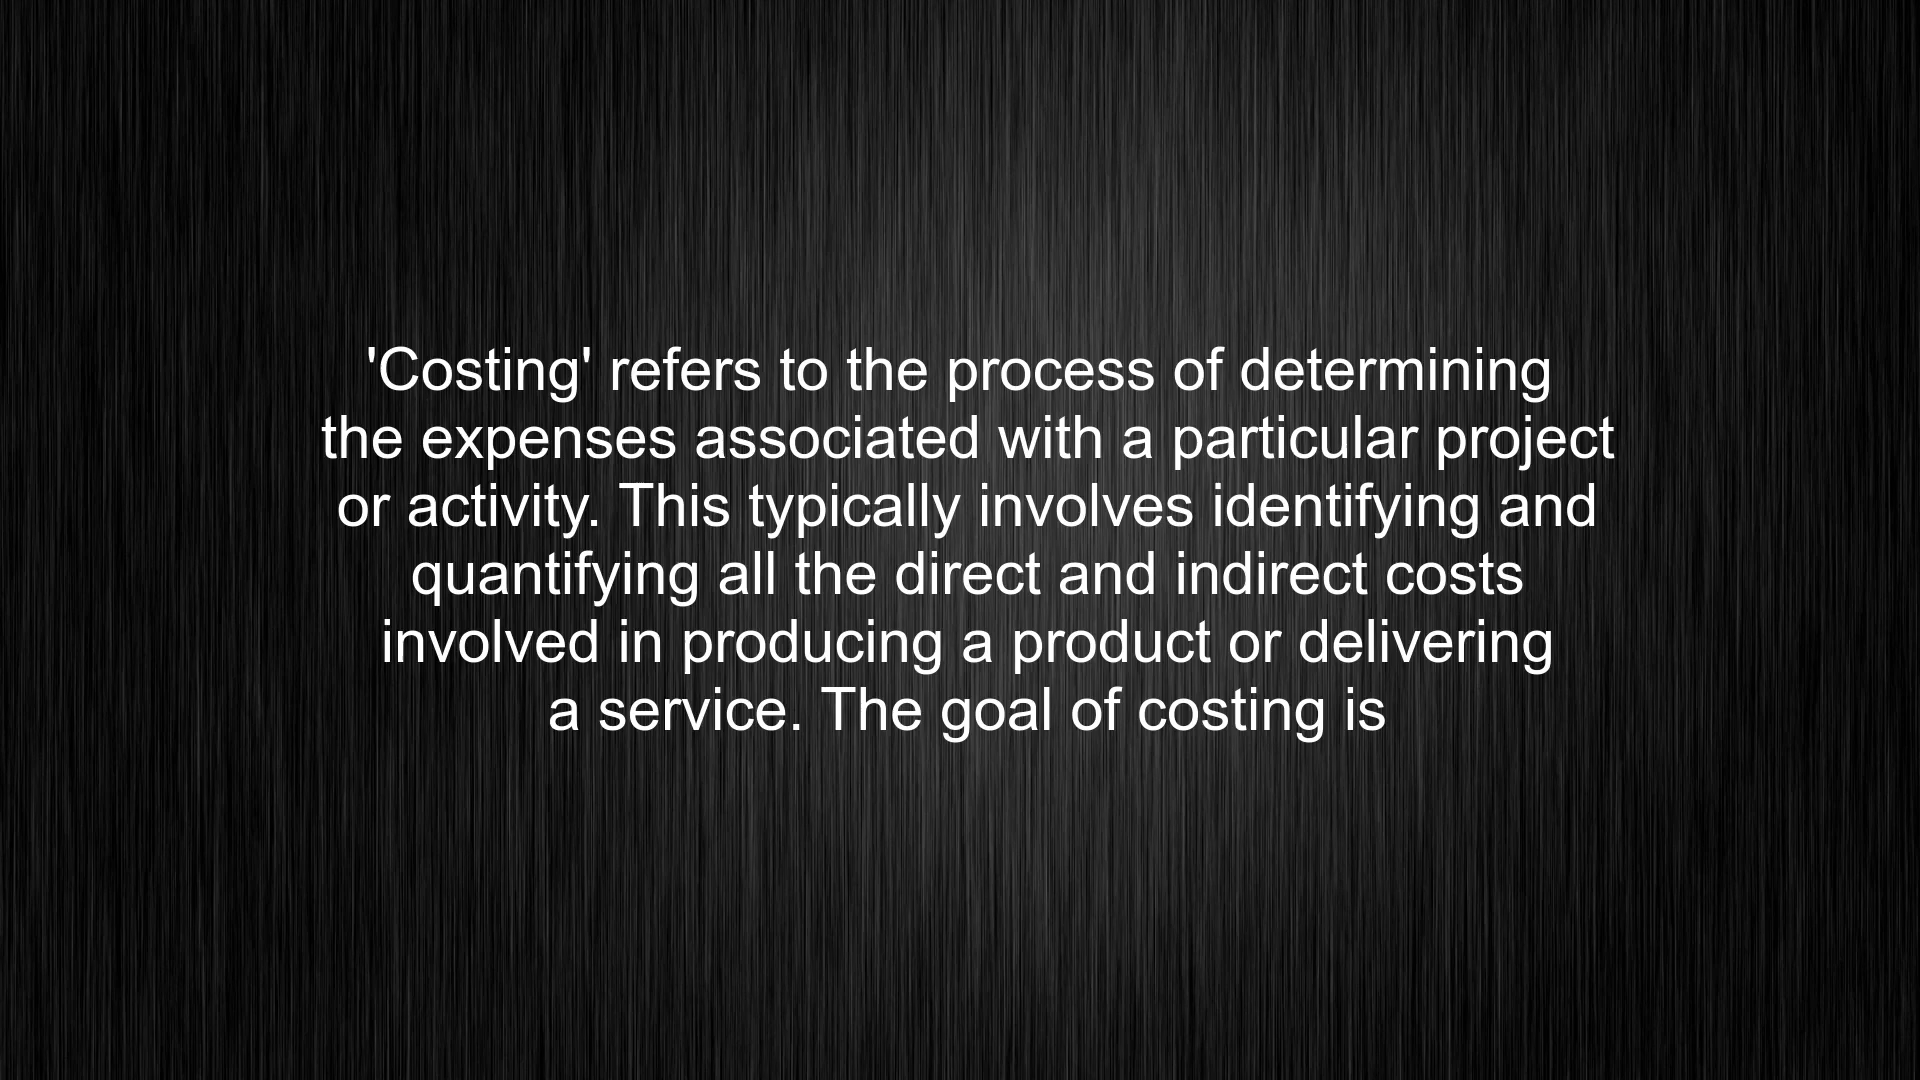 'Costing' refers to the process of determining
the expenses associated with a particular project
or activity. This typically involves identifying and
quantifying all the direct and indirect costs
involved in producing a product or delivering
a service. The goal of costing is